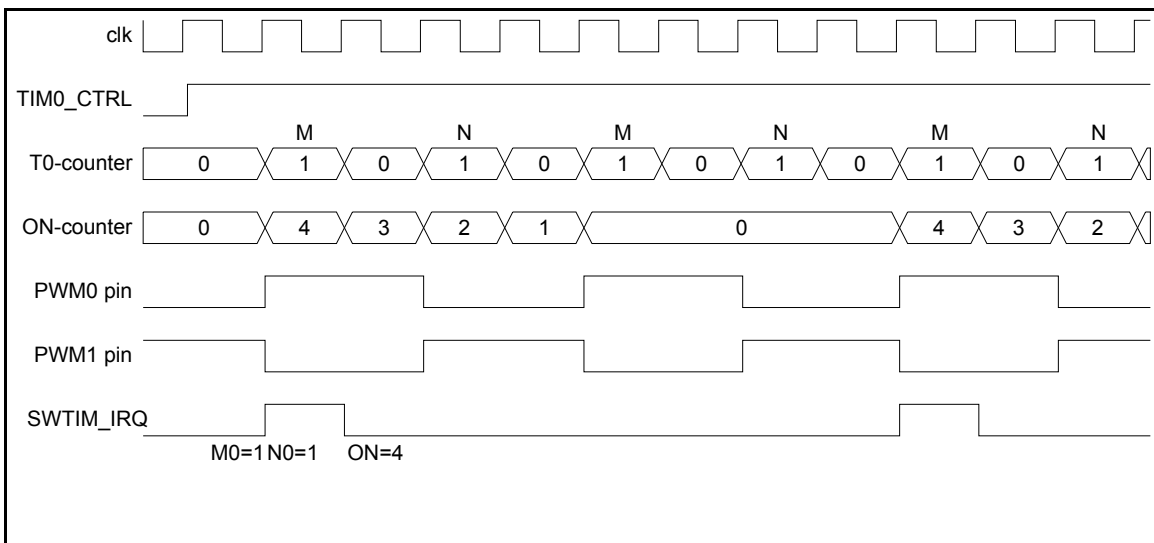 clk
TIM0_CTRL
M N M N M N
T0-counter 0 1 0 1 0 1 0 1 0 1 0 1
ON-counter 0 4 3 2 1 0 4 3 2
PWM0 pin
PWM1 pin
SWTIM_IRQ
M0=1 N0=1 ON=4